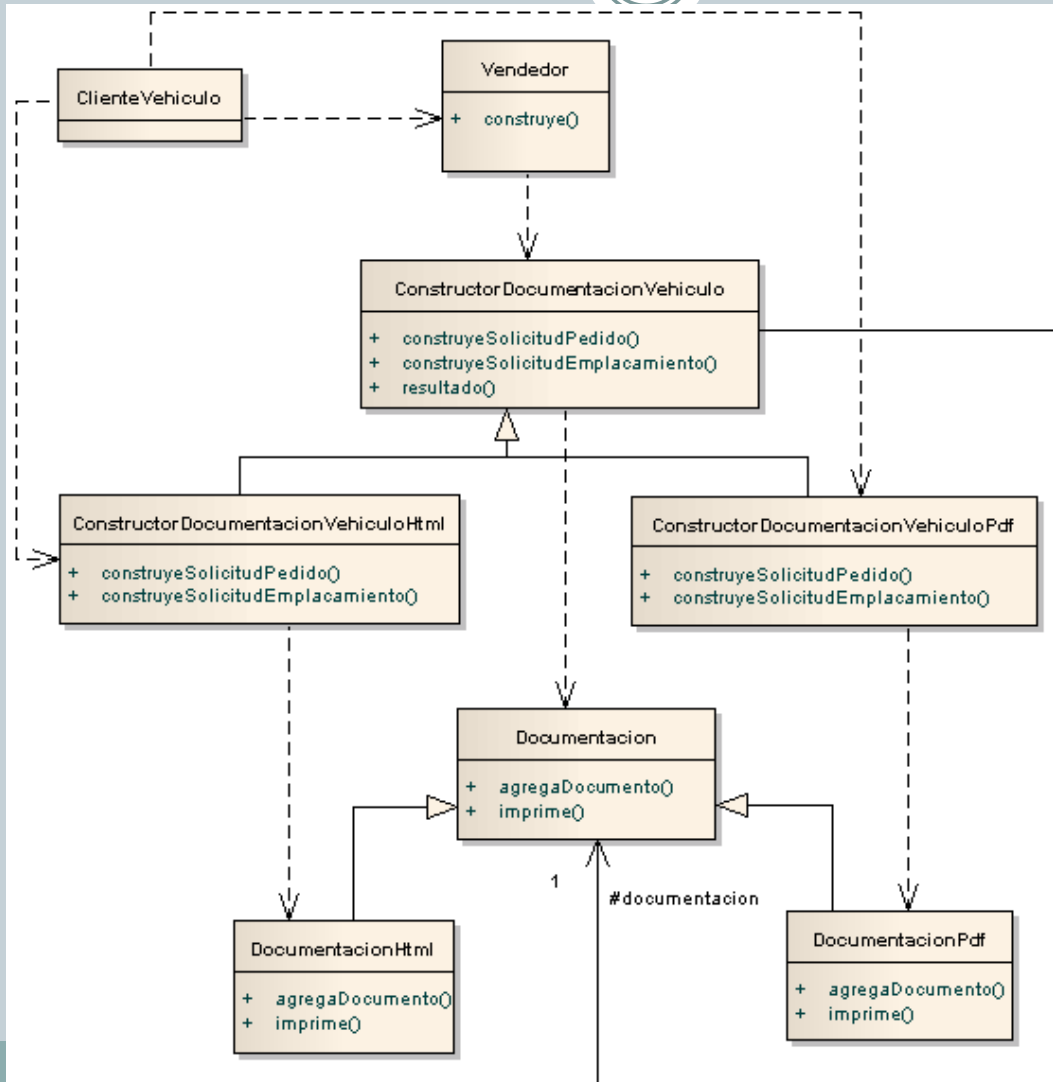 ClienteVehiculo
Vendedor
+ construye()
ConstructorDocumentacionVehiculo
+ construyeSolicitudPedido()
+ construyeSolicitudEmplacamiento()
+ resultado()
ConstructorDocumentacionVehiculoHtml
+ construyeSolicitudPedido()
+ construyeSolicitudEmplacamiento()
ConstructorDocumentacionVehiculoPdf
+ construyeSolicitudPedido()
+ construyeSolicitudEmplacamiento()
Documentacion
+ agregaDocumento()
+ imprime()
1
#documentacion
DocumentacionHtml
+ agregaDocumento()
+ imprime()
DocumentacionPdf
+ agregaDocumento()
+ imprime()